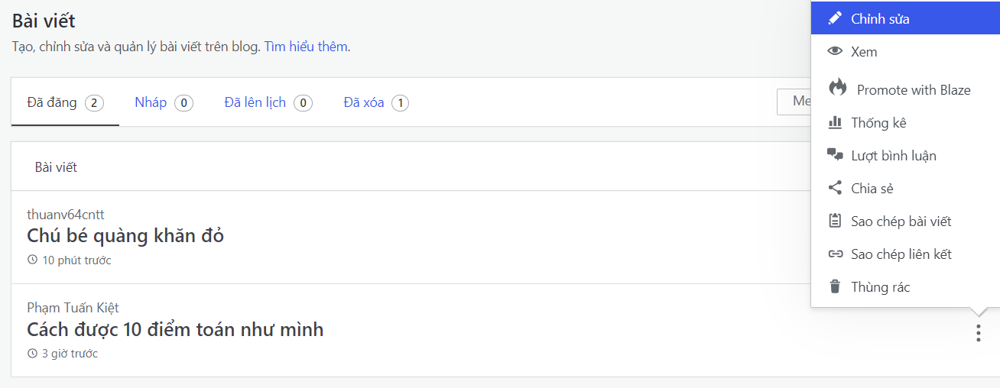 Bài viết
Tạo, chỉnh sửa và quản lý bài viết trên blog. Tìm hiểu thêm.
Đã đăng 2 Nháp 0 Đã lên lịch 0 Đã xóa 1
Me
Bài viết
thuanv64cntt
Chú bé quàng khăn đỏ
10 phút trước
Phạm Tuấn Kiệt
Cách được 10 điểm toán như mình
3 giờ trước
Chỉnh sửa
Xem
Promote with Blaze
Thống kê
Lượt bình luận
Chia sẻ
Sao chép bài viết
Sao chép liên kết
Thùng rác